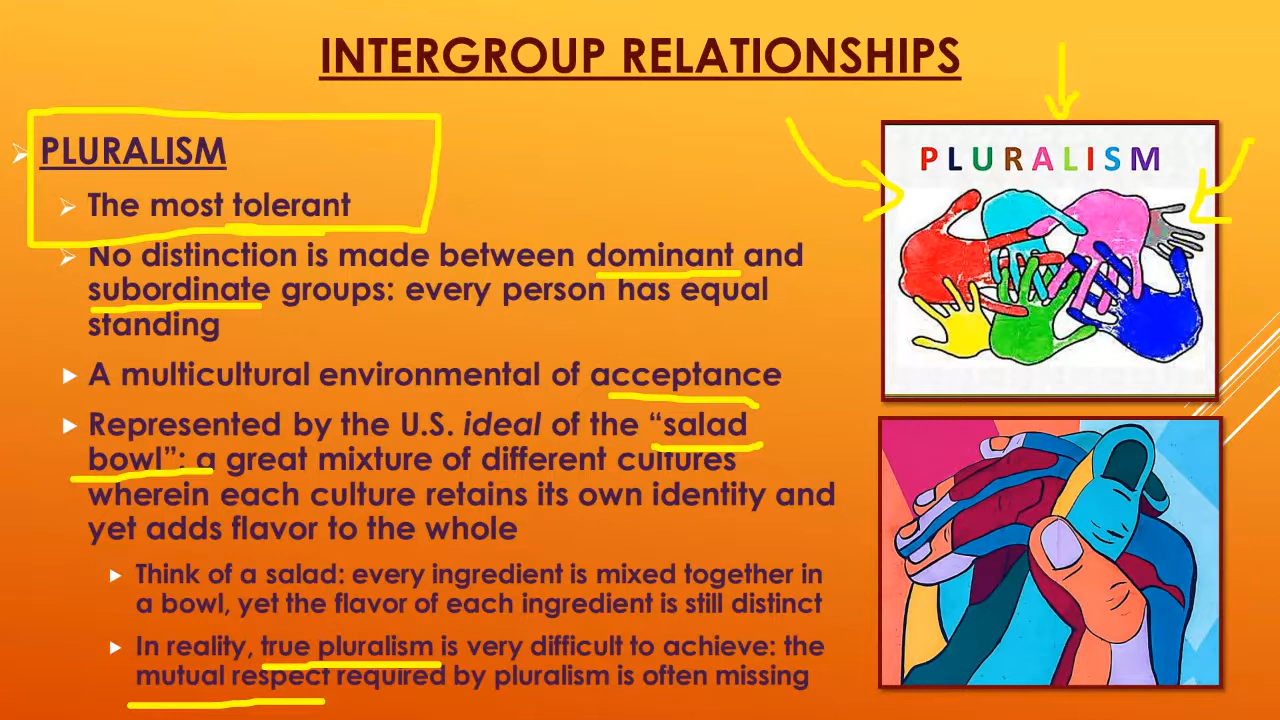 INTERGROUP RELATIONSHIPS
PLURALISM
The most tolerant
No distinction is made between dominant and
subordinate groups: every person has equal
standing
A multicultural environmental of acceptance
Represented by the U.S. ideal of the “salad
bowl”: a great mixture of different cultures
wherein each culture retains its own identity and
yet adds flavor to the whole
Think of a salad: every ingredient is mixed together in
a bowl, yet the flavor of each ingredient is still distinct
In reality, true pluralism is very difficult to achieve: the
mutual respect required by pluralism is often missing
PLURALISM